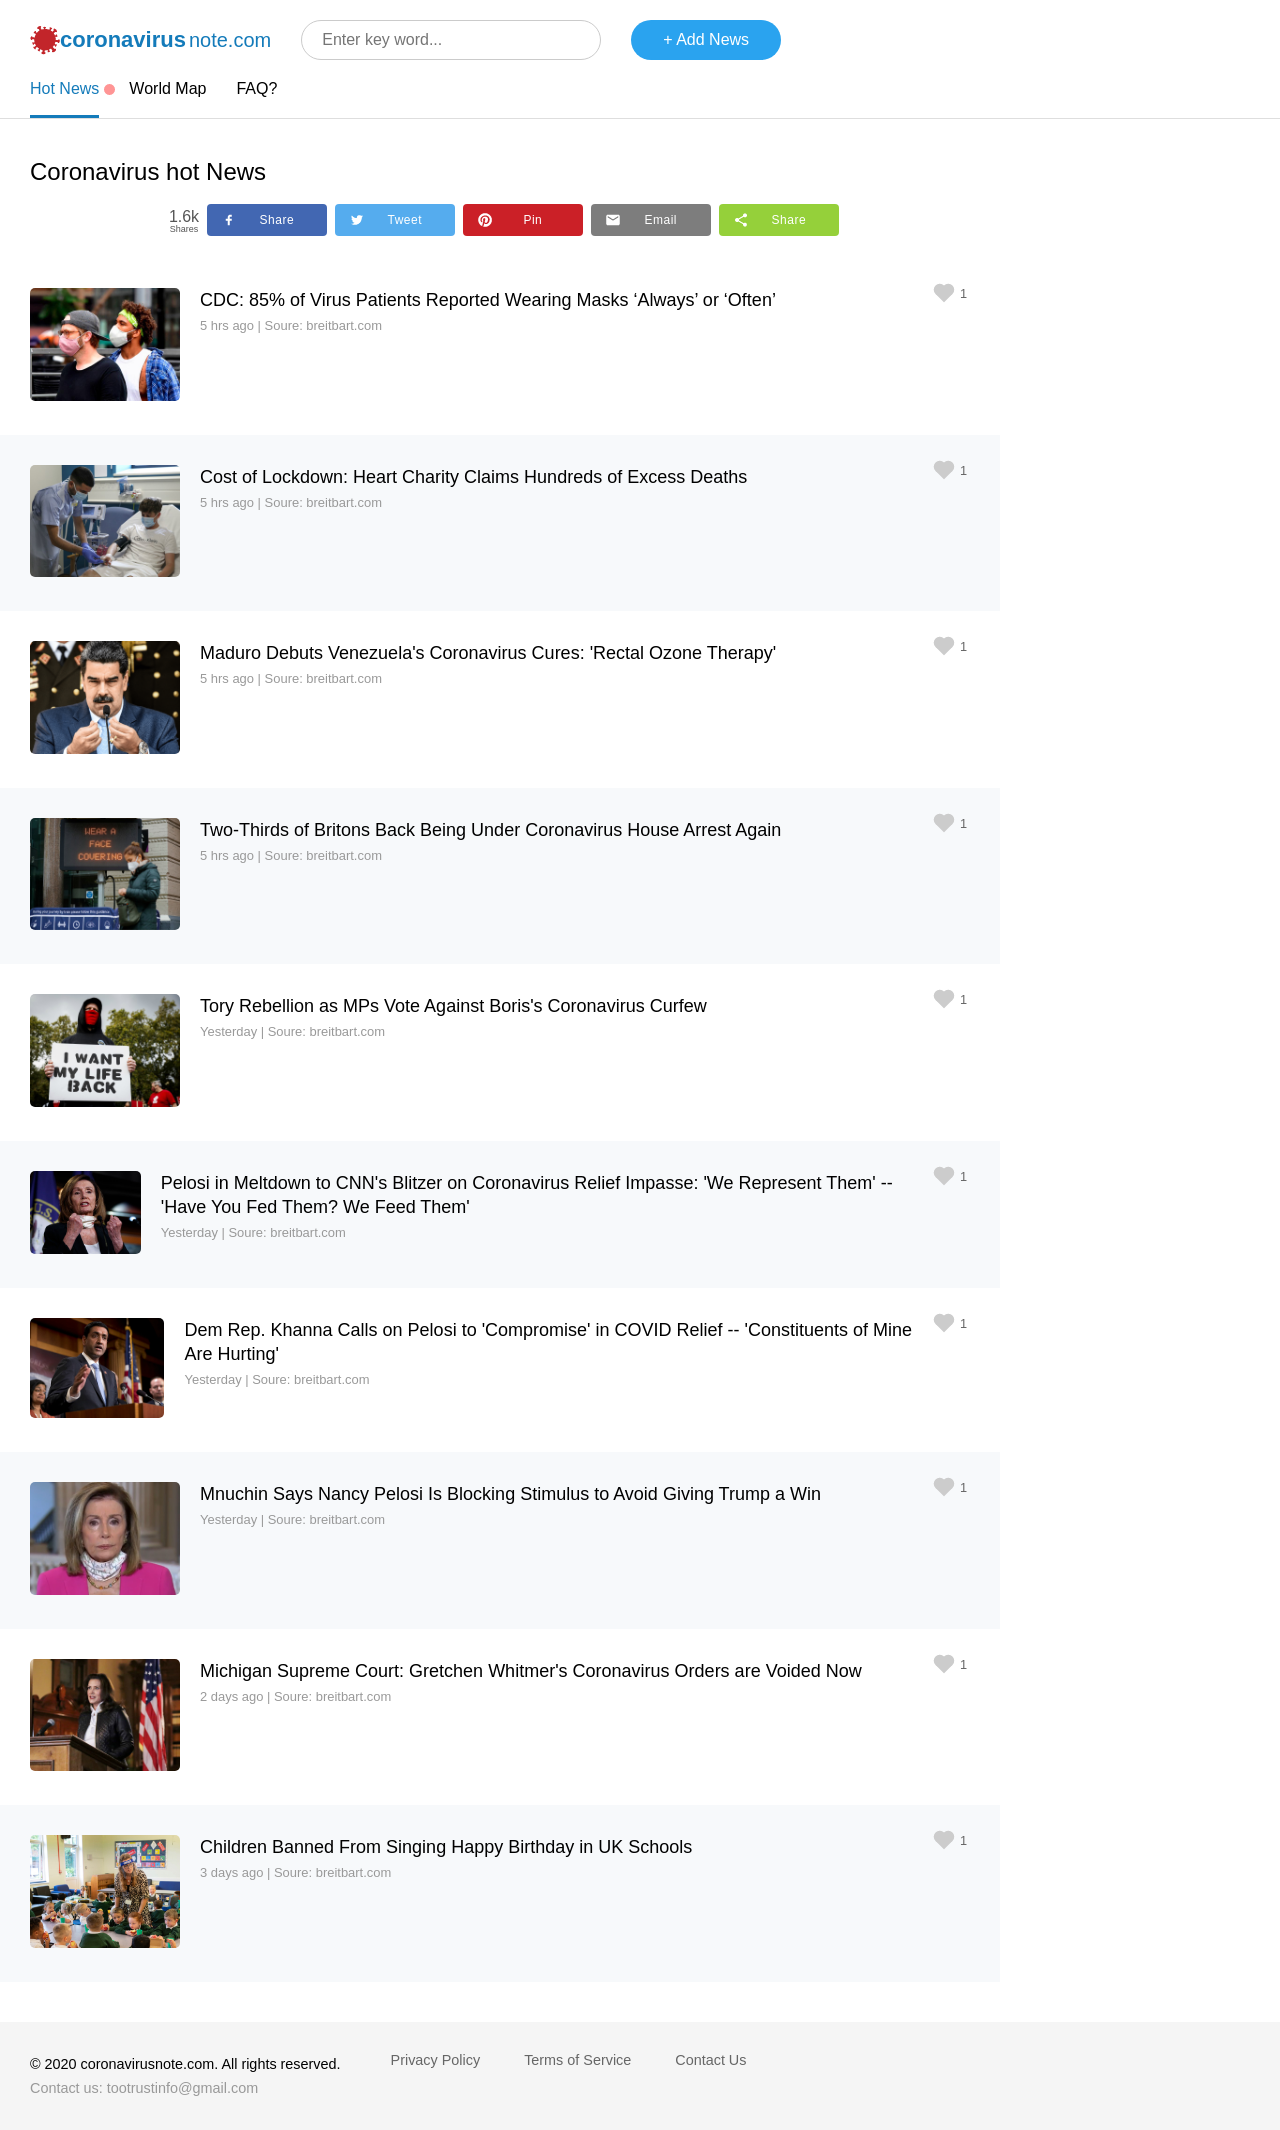 coronavirus note.com
Enter key word...
+ Add News
Hot News
World Map
FAQ?
Coronavirus hot News
1.6k
Shares
Share
Tweet
Pin
Email
Share
CDC: 85% of Virus Patients Reported Wearing Masks ‘Always’ or ‘Often’
1
5 hrs ago | Soure: breitbart.com
Cost of Lockdown: Heart Charity Claims Hundreds of Excess Deaths
1
5 hrs ago | Soure: breitbart.com
Maduro Debuts Venezuela's Coronavirus Cures: 'Rectal Ozone Therapy'
1
5 hrs ago | Soure: breitbart.com
WEAR A
FACE
COVERING
Two-Thirds of Britons Back Being Under Coronavirus House Arrest Again
1
5 hrs ago | Soure: breitbart.com
I WANT
MY LIFE
BACK
Tory Rebellion as MPs Vote Against Boris's Coronavirus Curfew
1
Yesterday | Soure: breitbart.com
Pelosi in Meltdown to CNN's Blitzer on Coronavirus Relief Impasse: 'We Represent Them' --
'Have You Fed Them? We Feed Them'
1
Yesterday | Soure: breitbart.com
Dem Rep. Khanna Calls on Pelosi to 'Compromise' in COVID Relief -- 'Constituents of Mine
Are Hurting'
1
Yesterday | Soure: breitbart.com
Mnuchin Says Nancy Pelosi Is Blocking Stimulus to Avoid Giving Trump a Win
1
Yesterday | Soure: breitbart.com
Michigan Supreme Court: Gretchen Whitmer's Coronavirus Orders are Voided Now
1
2 days ago | Soure: breitbart.com
Children Banned From Singing Happy Birthday in UK Schools
1
3 days ago | Soure: breitbart.com
© 2020 coronavirusnote.com. All rights reserved.
Contact us: tootrustinfo@gmail.com
Privacy Policy
Terms of Service
Contact Us